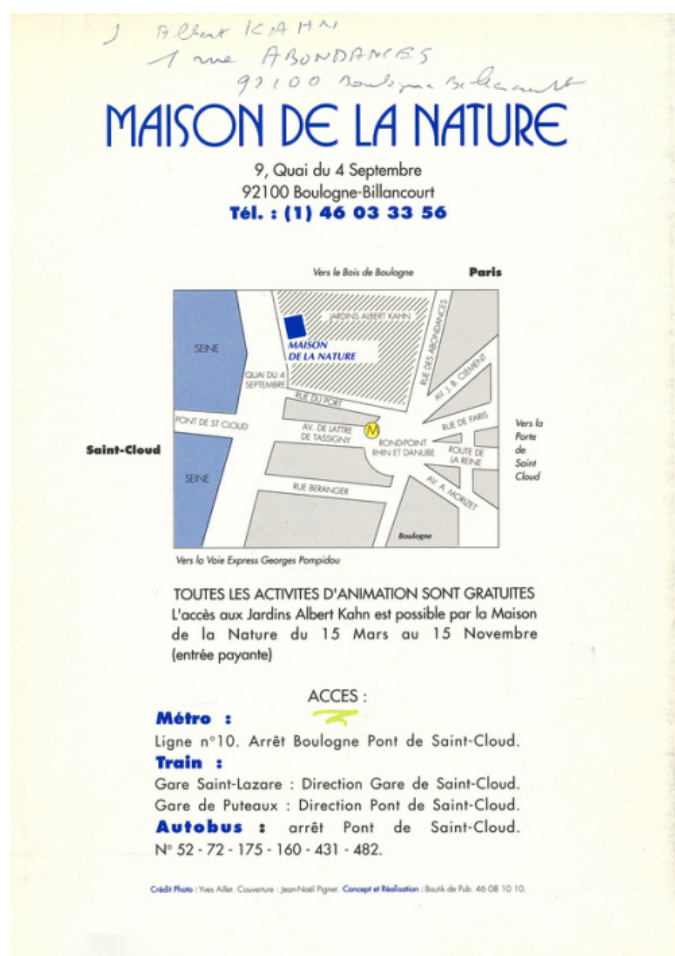 J Albert KAHN
1 rue ABONDANCES
92100 Boulogne Billancourt
MAISON DE LA NATURE
9, Quai du 4 Septembre
92100 Boulogne-Billancourt
Tél. : (1) 46 03 33 56
Vers le Bois de Boulogne
Paris
JARDINS ALBERT KAHN
SEINE
MAISON
DE LA NATURE
RUE DES ABONDANCES
AV. J. B. CLEMENT
QUAI DU 4
SEPTEMBRE
RUE DU PORT
PONT DE ST CLOUD
AV. DE LATTRE
DE TASSIGNY
M
ROND-POINT
RHIN ET DANUBE
RUE DE PARIS
ROUTE DE
LA REINE
Vers la
Porte
de
Saint
Cloud
Saint-Cloud
SEINE
RUE BERANGER
AV. A. MORIZET
Boulogne
Vers la Voie Express Georges Pompidou
TOUTES LES ACTIVITES D'ANIMATION SONT GRATUITES
L'accès aux Jardins Albert Kahn est possible par la Maison
de la Nature du 15 Mars au 15 Novembre
(entrée payante)
ACCES :
Métro :
Ligne n°10. Arrêt Boulogne Pont de Saint-Cloud.
Train :
Gare Saint-Lazare : Direction Gare de Saint-Cloud.
Gare de Puteaux : Direction Pont de Saint-Cloud.
Autobus : arrêt Pont de Saint-Cloud.
N° 52 - 72 - 175 - 160 - 431 - 482.
Crédit Photo : Yves Aillet. Couverture : Jean-Noël Pignet. Concept et Réalisation : Boutik de Pub. 46 08 10 10.